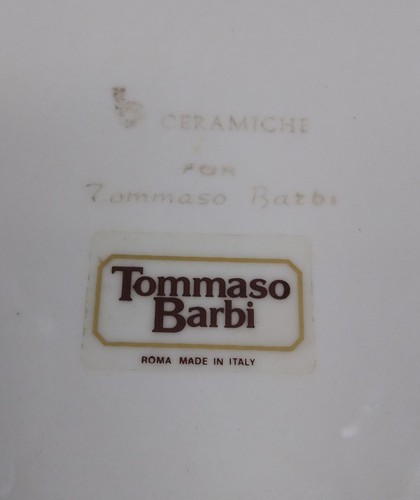 CERAMICHE
FOR
Tommaso Barbi
Tommaso
Barbi
ROMA MADE IN ITALY